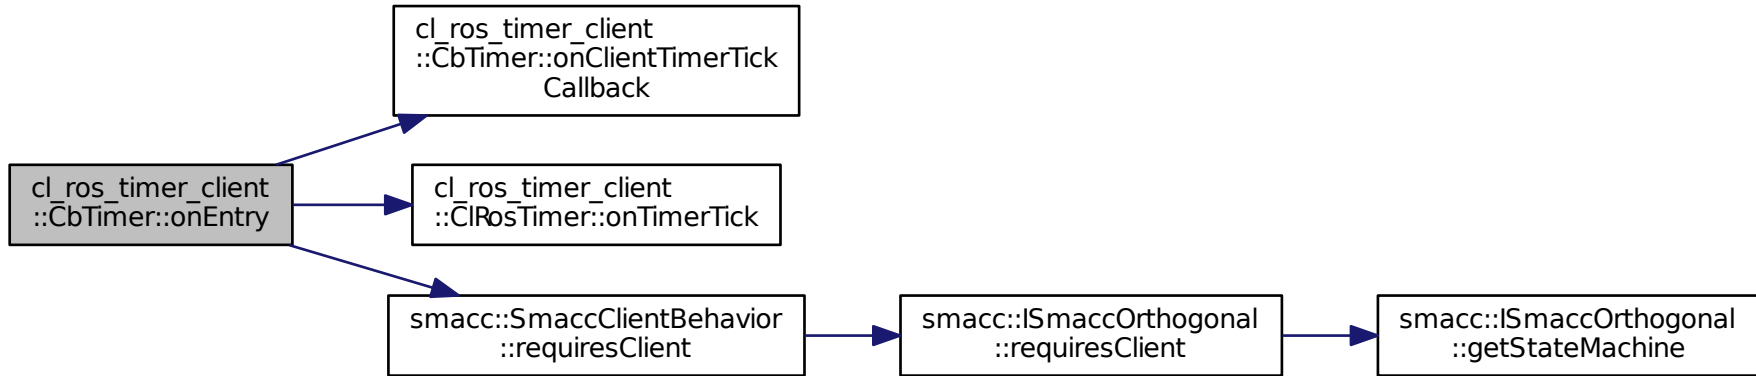 cl_ros_timer_client
::CbTimer::onClientTimerTick
Callback
cl_ros_timer_client
::CbTimer::onEntry
cl_ros_timer_client
::ClRosTimer::onTimerTick
smacc::SmaccClientBehavior
::requiresClient
smacc::ISmaccOrthogonal
::requiresClient
smacc::ISmaccOrthogonal
::getStateMachine